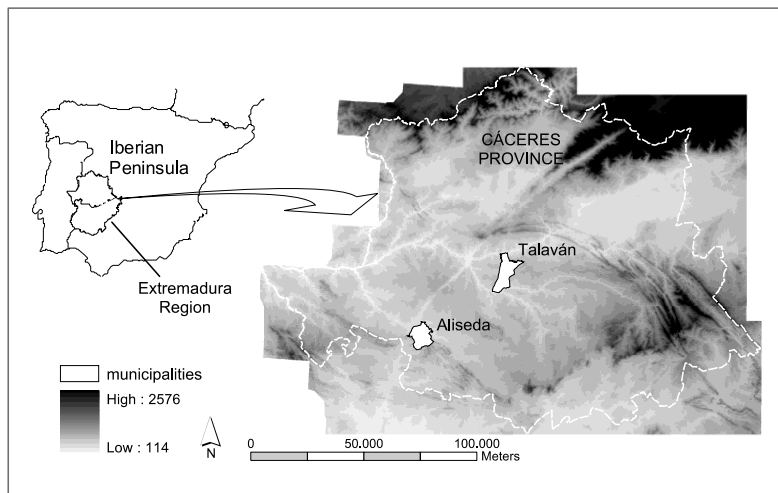 Iberian
Peninsula
Extremadura
Region
CÁCERES
PROVINCE
Talaván
Aliseda
municipalities
High : 2576
Low : 114
N
0 50.000 100.000
Meters